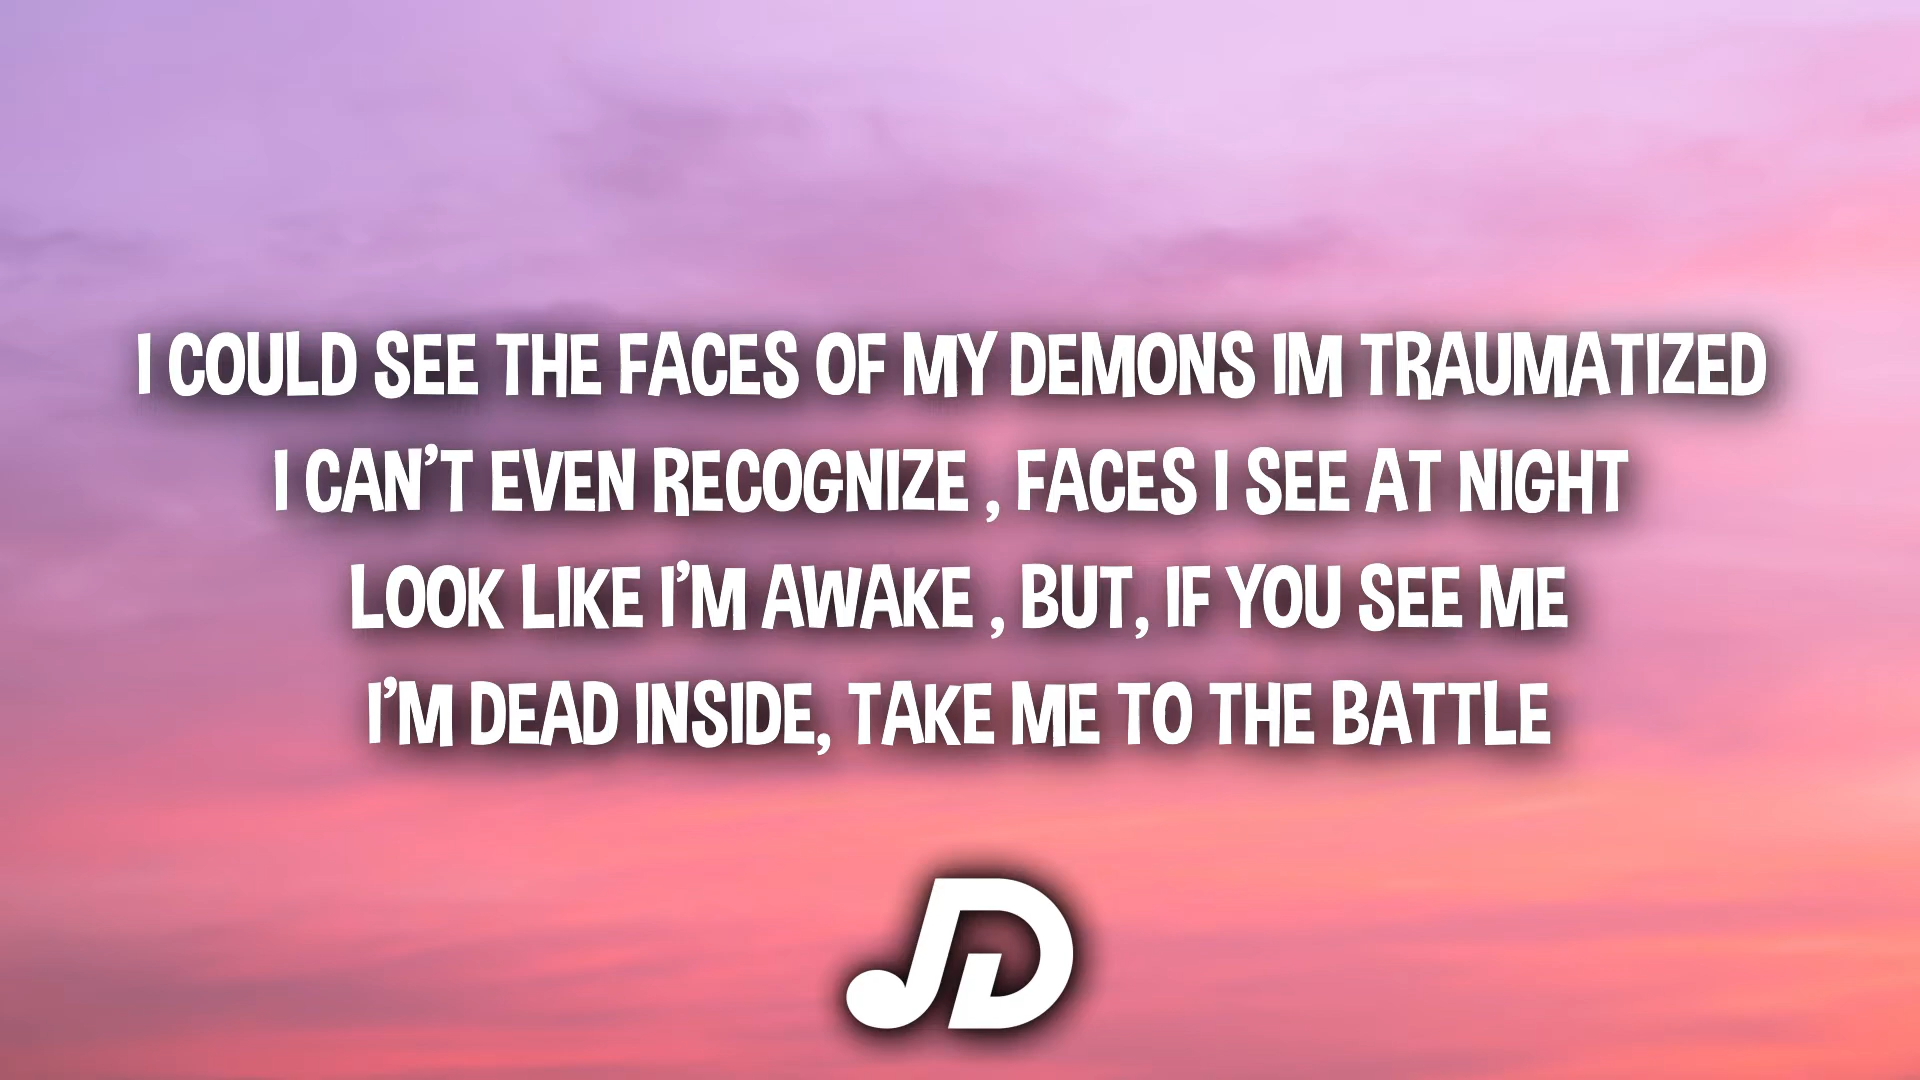 I COULD SEE THE FACES OF MY DEMONS IM TRAUMATIZED
I CAN'T EVEN RECOGNIZE , FACES I SEE AT NIGHT
LOOK LIKE I'M AWAKE , BUT, IF YOU SEE ME
I'M DEAD INSIDE, TAKE ME TO THE BATTLE
JD